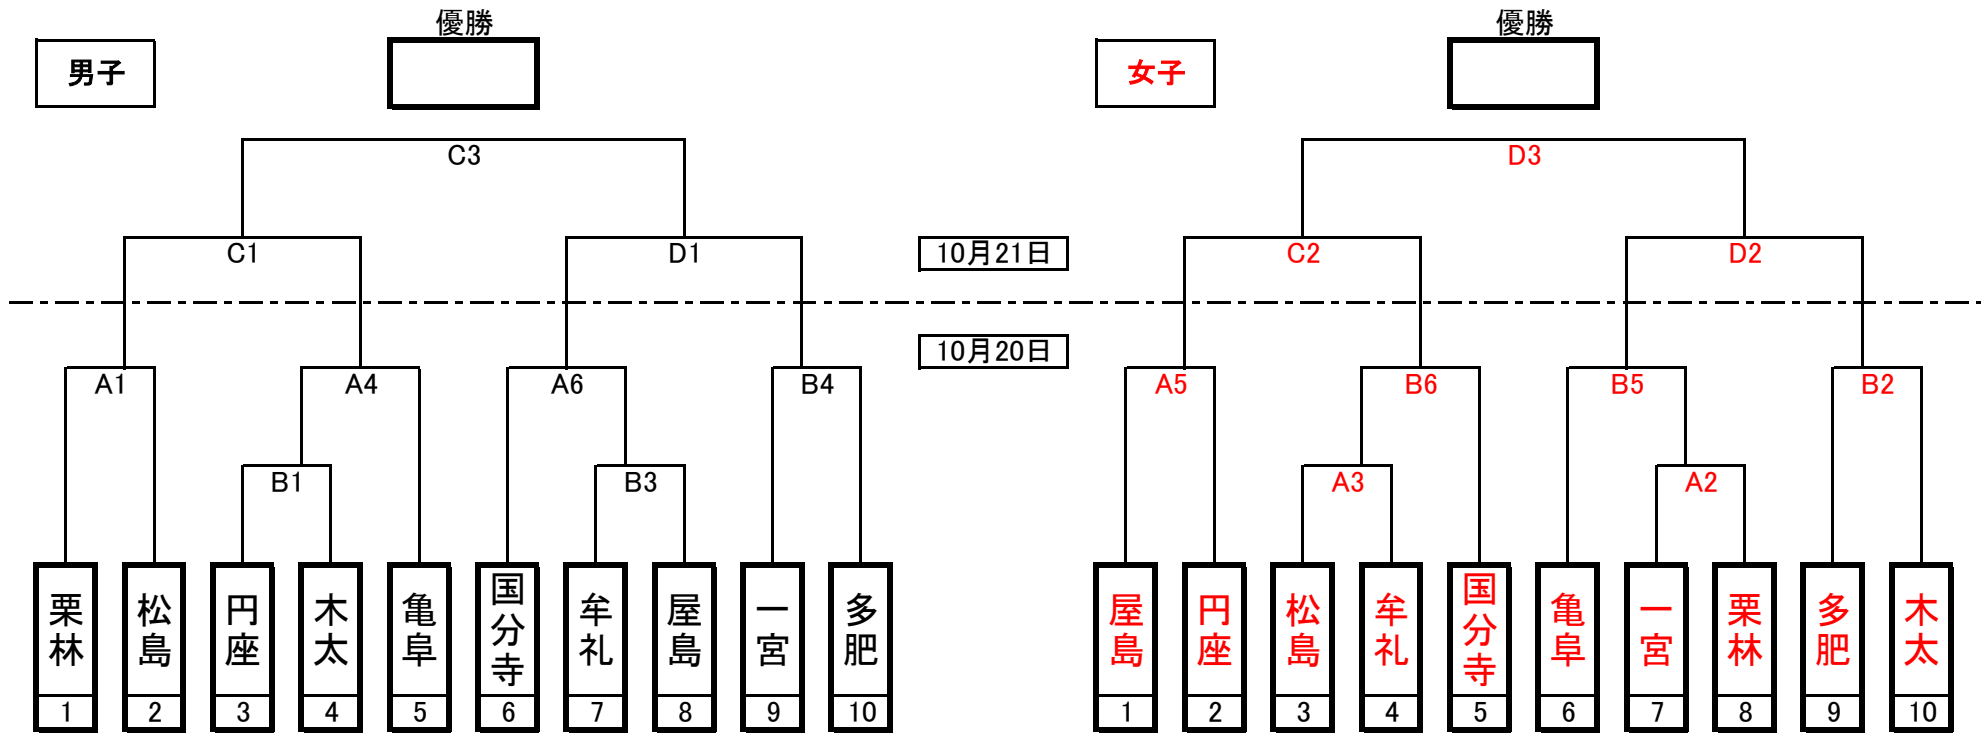 優勝
優勝
男子
女子
C3
D3
C1
D1
10月21日
C2
D2
10月20日
A1
A4
A6
B4
A5
B6
B5
B2
B1
B3
A3
A2
栗林
松島
円座
木太
亀阜
国分寺
牟礼
屋島
一宮
多肥
屋島
円座
松島
牟礼
国分寺
亀阜
一宮
栗林
多肥
木太
1
2
3
4
5
6
7
8
9
10
1
2
3
4
5
6
7
8
9
10